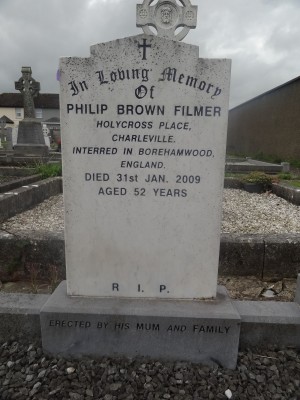 In Loving Memory
Of
PHILIP BROWN FILMER
HOLYCROSS PLACE,
CHARLEVILLE.
INTERRED IN BOREHAMWOOD,
ENGLAND.
DIED 31st JAN. 2009
AGED 52 YEARS
R I P.
ERECTED BY HIS MUM AND FAMILY